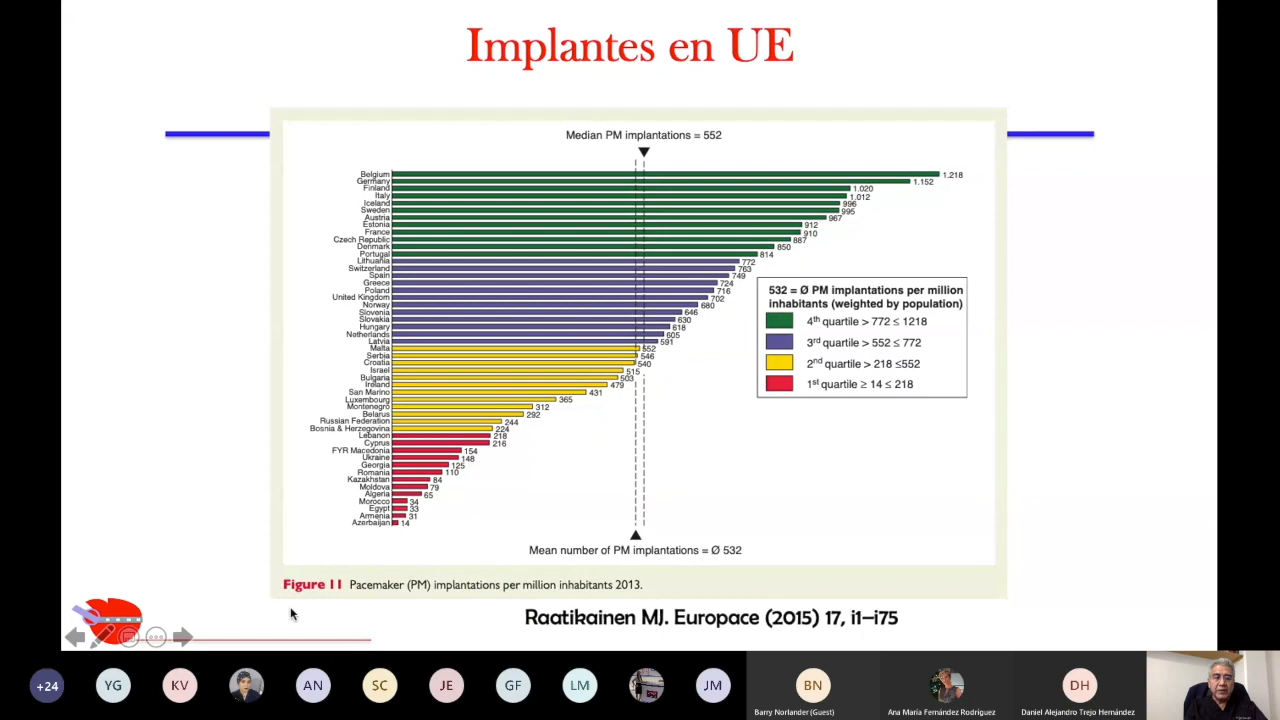 Implantes en UE
Median PM implantations = 552
Belgium 1.218
Germany 1.152
Finland 1.020
Italy 1.012
Iceland 996
Sweden 995
Austria 967
Estonia 912
France 910
Czech Republic 887
Denmark 850
Portugal 814
Lithuania 772
Switzerland 763
Spain 749
Greece 724
Poland 716
United Kingdom 702
Norway 680
Slovenia 646
Slovakia 630
Hungary 618
Netherlands 605
Latvia 591
Malta 552
Serbia 546
Croatia 540
Israel 515
Bulgaria 503
Ireland 479
San Marino 431
Luxembourg 365
Montenegro 312
Belarus 292
Russian Federation 244
Bosnia & Herzegovina 224
Lebanon 218
Cyprus 216
FYR Macedonia 154
Ukraine 148
Georgia 125
Romania 110
Kazakhstan 84
Moldova 79
Algeria 65
Morocco 34
Egypt 33
Armenia 31
Azerbaijan 14
532 = Ø PM implantations per million
inhabitants (weighted by population)
4th quartile > 772 ≤ 1218
3rd quartile > 552 ≤ 772
2nd quartile > 218 ≤552
1st quartile ≥ 14 ≤ 218
Mean number of PM implantations = Ø 532
Figure 11 Pacemaker (PM) implantations per million inhabitants 2013.
Raatikainen MJ. Europace (2015) 17, i1–i75
+24 YG KV AN SC JE GF LM JM BN DH
Barry Norlander (Guest) Ana María Fernández Rodríguez Daniel Alejandro Trejo Hernández